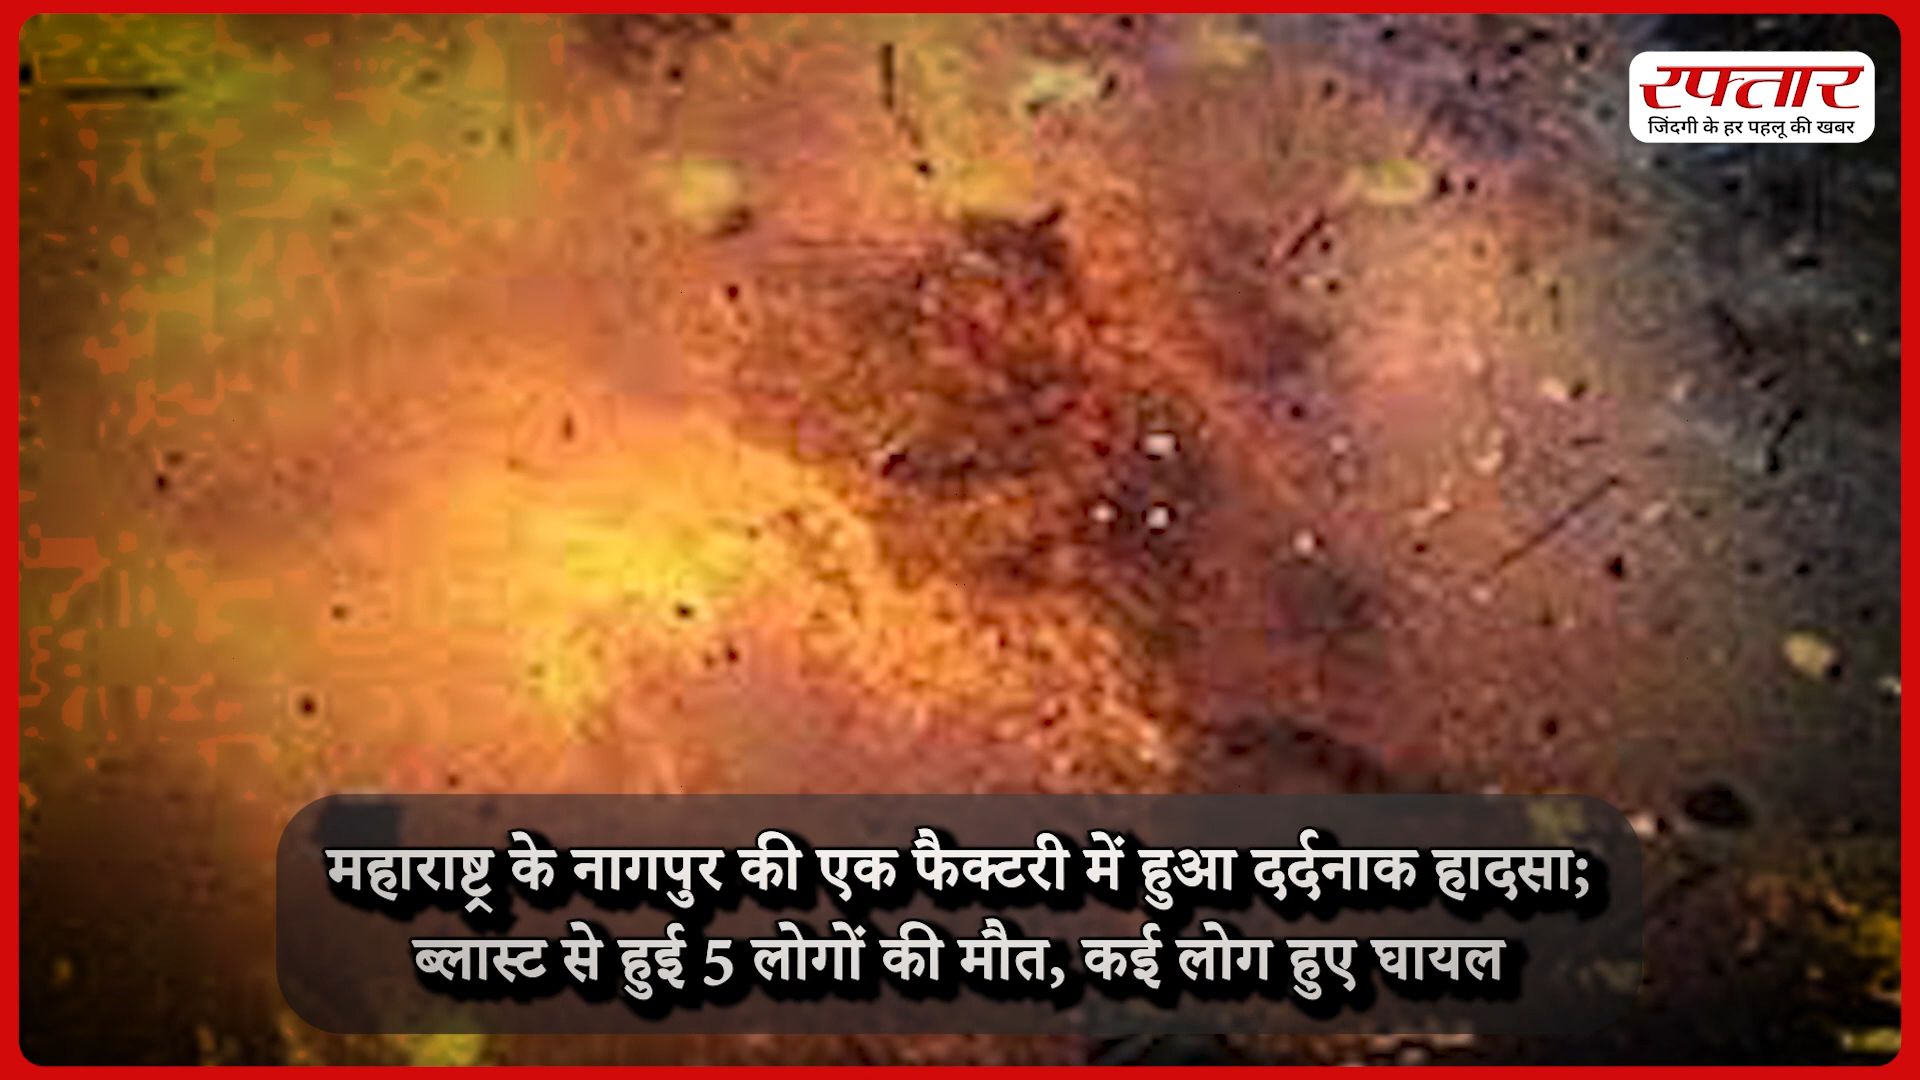 रफ्तार
जिंदगी के हर पहलू की खबर
महाराष्ट्र के नागपुर की एक फैक्टरी में हुआ दर्दनाक हादसा;
ब्लास्ट से हुई 5 लोगों की मौत, कई लोग हुए घायल